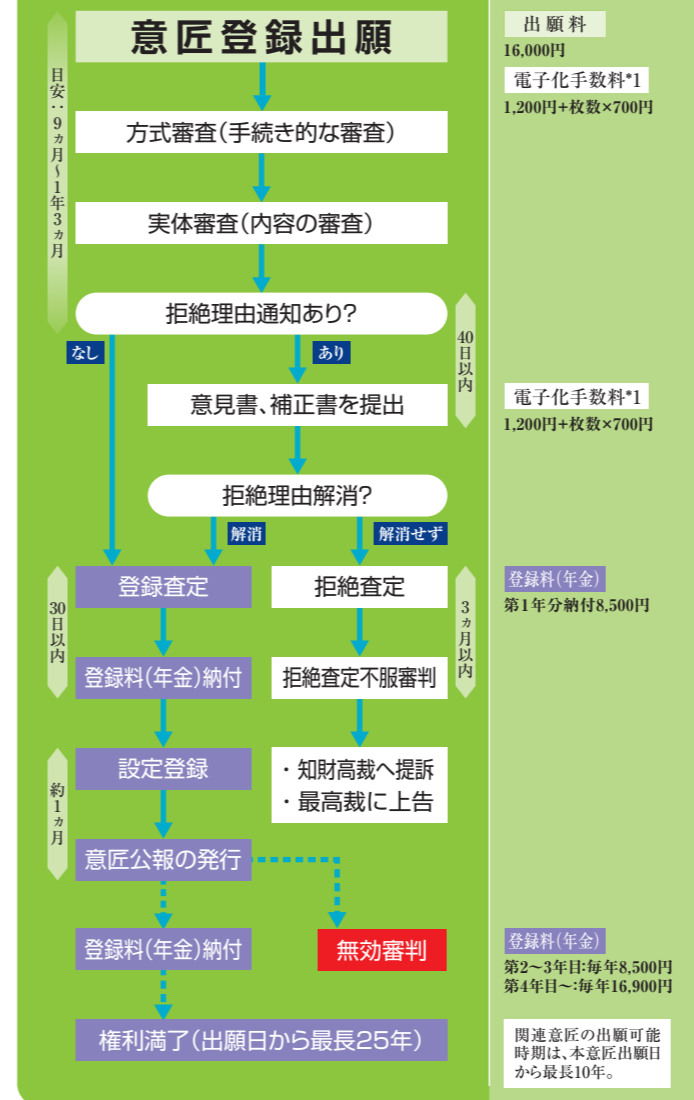 意匠登録出願
目安：9ヵ月〜1年3ヵ月
方式審査（手続き的な審査）
実体審査（内容の審査）
拒絶理由通知あり?
なし
あり
40日以内
意見書、補正書を提出
拒絶理由解消?
解消
解消せず
登録査定
拒絶査定
30日以内
3ヵ月以内
登録料（年金）納付
拒絶査定不服審判
設定登録
・知財高裁へ提訴
・最高裁に上告
約1ヵ月
意匠公報の発行
登録料（年金）納付
無効審判
権利満了（出願日から最長25年）
出願料
16,000円
電子化手数料*1
1,200円+枚数×700円
電子化手数料*1
1,200円+枚数×700円
登録料（年金）
第1年分納付8,500円
登録料（年金）
第2〜3年目：毎年8,500円
第4年目〜：毎年16,900円
関連意匠の出願可能
時期は、本意匠出願日
から最長10年。